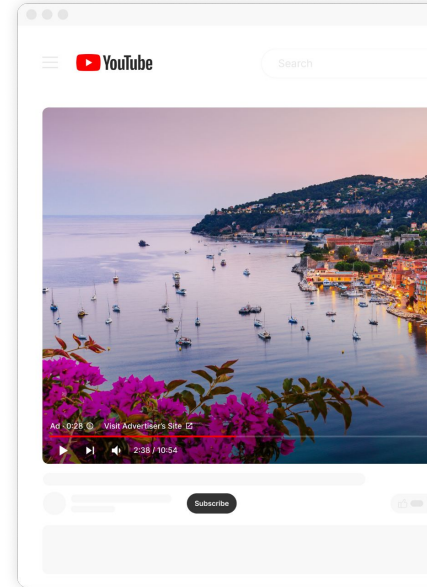 YouTube
Search
Ad · 0:28 Visit Advertiser's Site
2:38 / 10:54
Subscribe